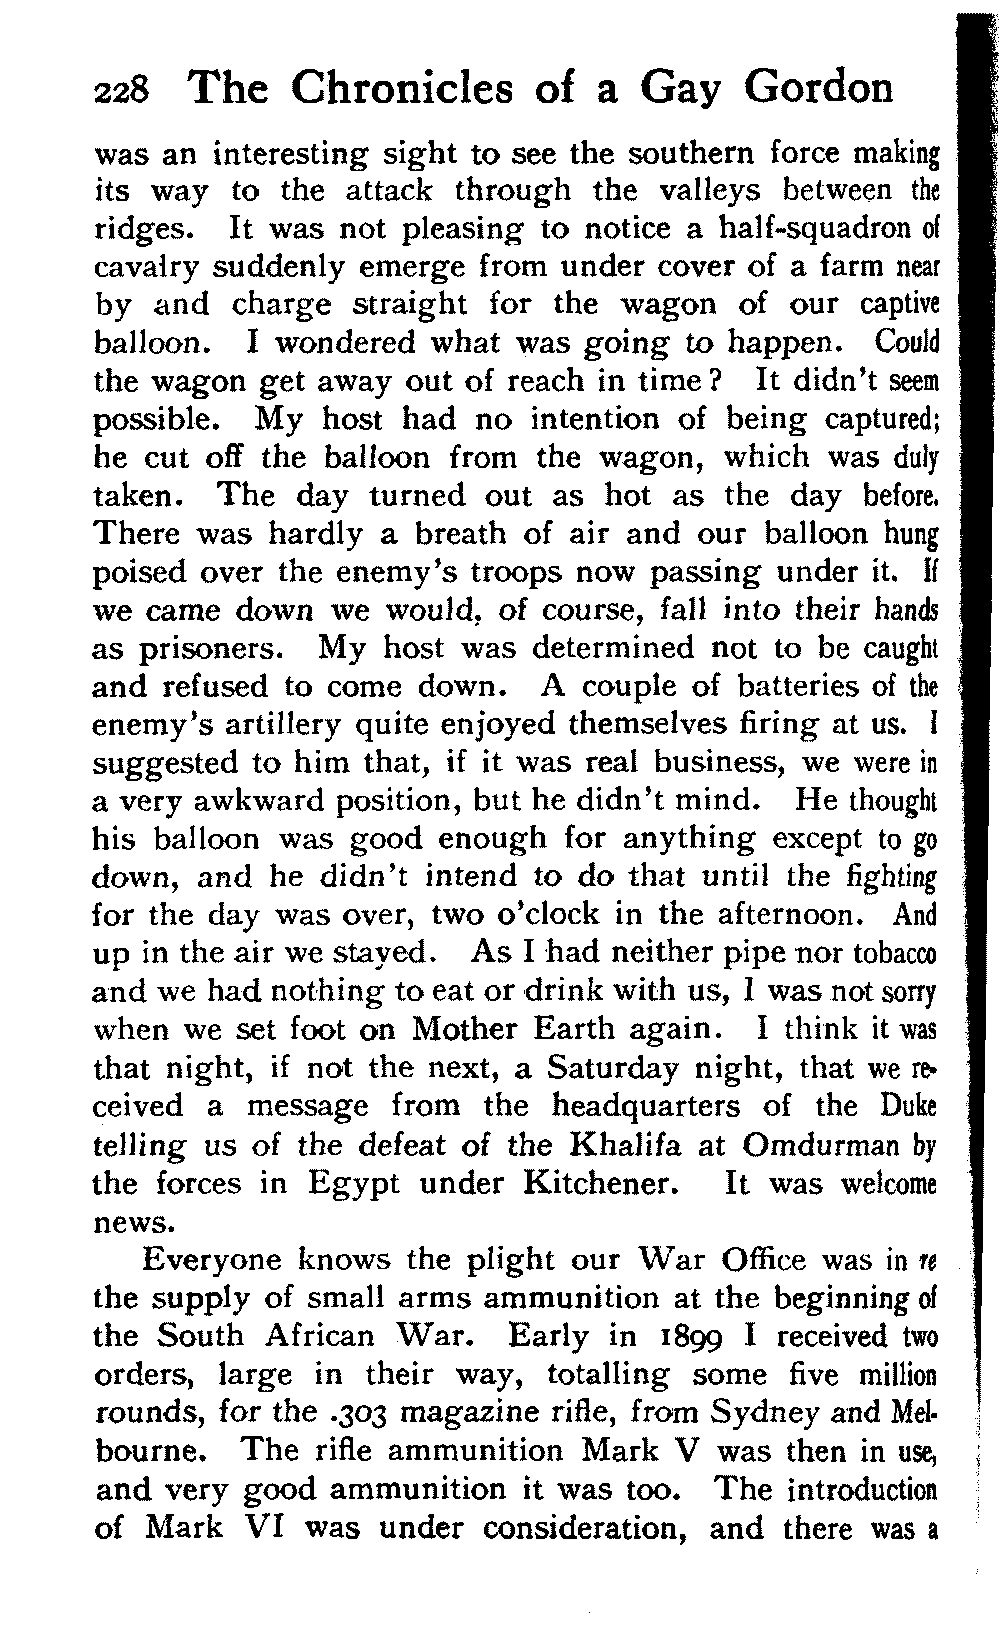 228 The Chronicles of a Gay Gordon
was an interesting sight to see the southern force making
its way to the attack through the valleys between the
ridges. It was not pleasing to notice a half-squadron of
cavalry suddenly emerge from under cover of a farm near
by and charge straight for the wagon of our captive
balloon. I wondered what was going to happen. Could
the wagon get away out of reach in time? It didn't seem
possible. My host had no intention of being captured;
he cut off the balloon from the wagon, which was duly
taken. The day turned out as hot as the day before.
There was hardly a breath of air and our balloon hung
poised over the enemy's troops now passing under it. If
we came down we would, of course, fall into their hands
as prisoners. My host was determined not to be caught
and refused to come down. A couple of batteries of the
enemy's artillery quite enjoyed themselves firing at us. I
suggested to him that, if it was real business, we were in
a very awkward position, but he didn't mind. He thought
his balloon was good enough for anything except to go
down, and he didn't intend to do that until the fighting
for the day was over, two o'clock in the afternoon. And
up in the air we stayed. As I had neither pipe nor tobacco
and we had nothing to eat or drink with us, I was not sorry
when we set foot on Mother Earth again. I think it was
that night, if not the next, a Saturday night, that we re-
ceived a message from the headquarters of the Duke
telling us of the defeat of the Khalifa at Omdurman by
the forces in Egypt under Kitchener. It was welcome
news.
Everyone knows the plight our War Office was in re
the supply of small arms ammunition at the beginning of
the South African War. Early in 1899 I received two
orders, large in their way, totalling some five million
rounds, for the .303 magazine rifle, from Sydney and Mel-
bourne. The rifle ammunition Mark V was then in use,
and very good ammunition it was too. The introduction
of Mark VI was under consideration, and there was a